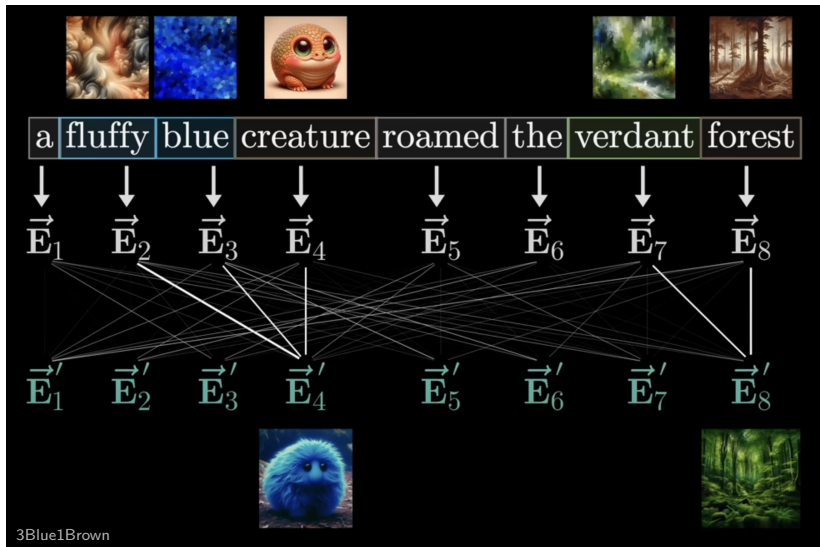 a fluffy blue creature roamed the verdant forest
E⃗₁ E⃗₂ E⃗₃ E⃗₄ E⃗₅ E⃗₆ E⃗₇ E⃗₈
E⃗₁′ E⃗₂′ E⃗₃′ E⃗₄′ E⃗₅′ E⃗₆′ E⃗₇′ E⃗₈′
3Blue1Brown